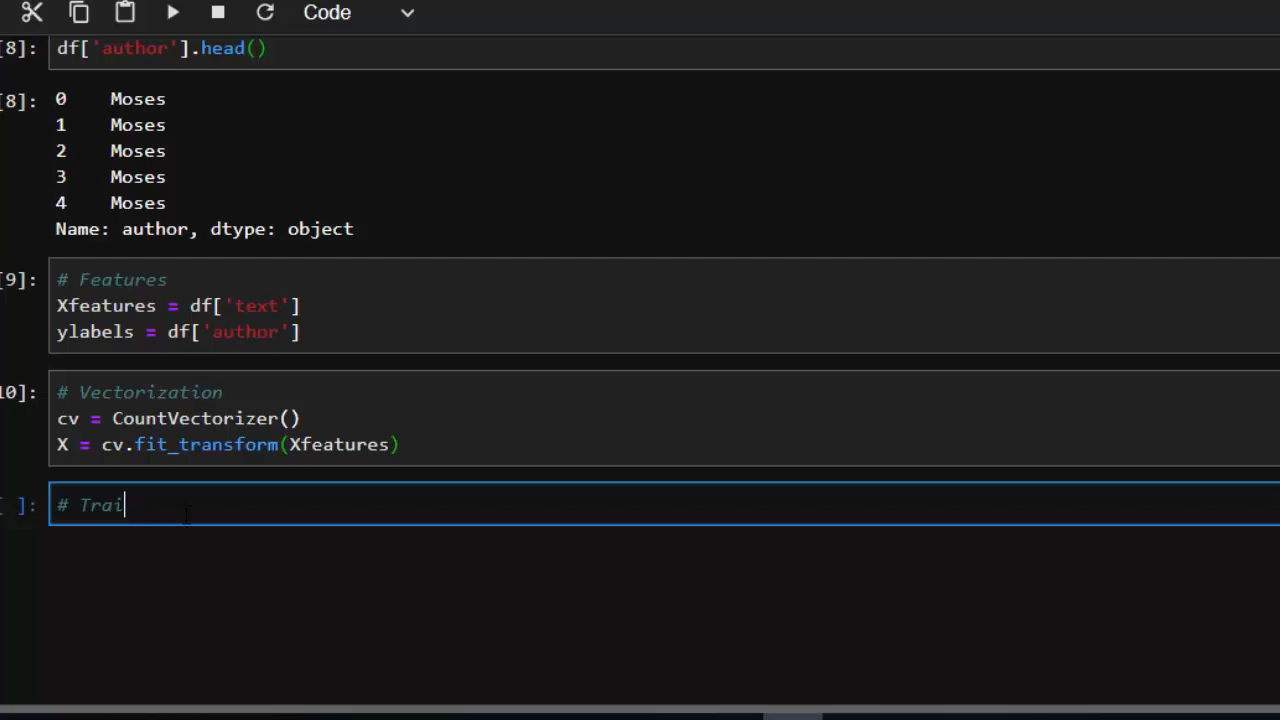 Code
[8]: df['author'].head()
[8]: 0 Moses
1 Moses
2 Moses
3 Moses
4 Moses
Name: author, dtype: object
[9]: # Features
Xfeatures = df['text']
ylabels = df['author']
10]: # Vectorization
cv = CountVectorizer()
X = cv.fit_transform(Xfeatures)
[ ]: # Trai